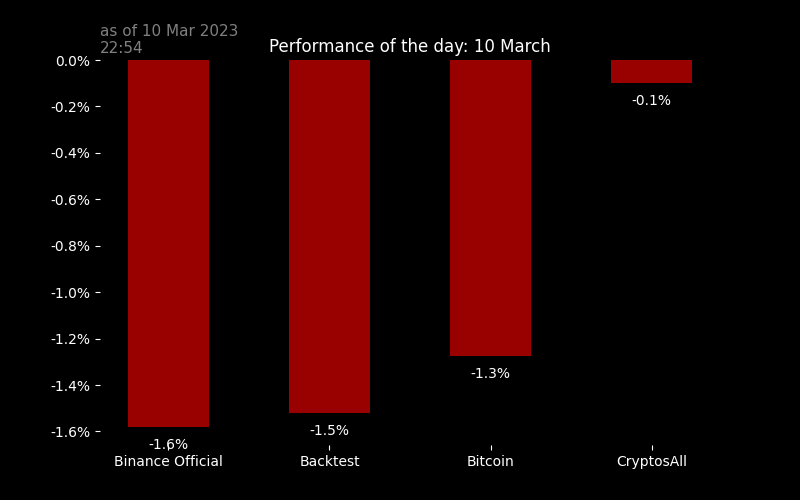 as of 10 Mar 2023
22:54
Performance of the day: 10 March
0.0%
-0.2%
-0.4%
-0.6%
-0.8%
-1.0%
-1.2%
-1.4%
-1.6%
-1.6%
-1.5%
-1.3%
-0.1%
Binance Official
Backtest
Bitcoin
CryptosAll